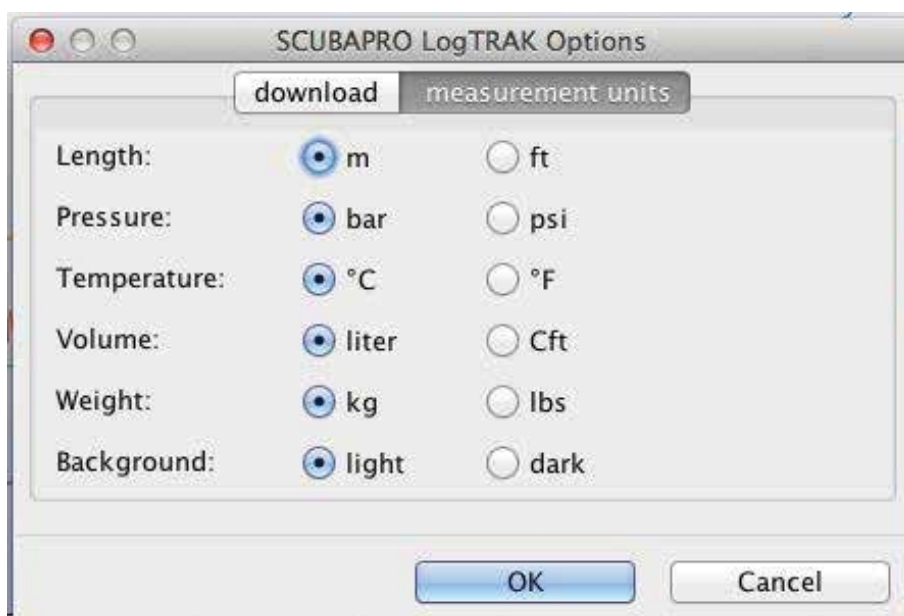 SCUBAPRO LogTRAK Options
download measurement units
Length: m ft
Pressure: bar psi
Temperature: °C °F
Volume: liter Cft
Weight: kg lbs
Background: light dark
OK Cancel